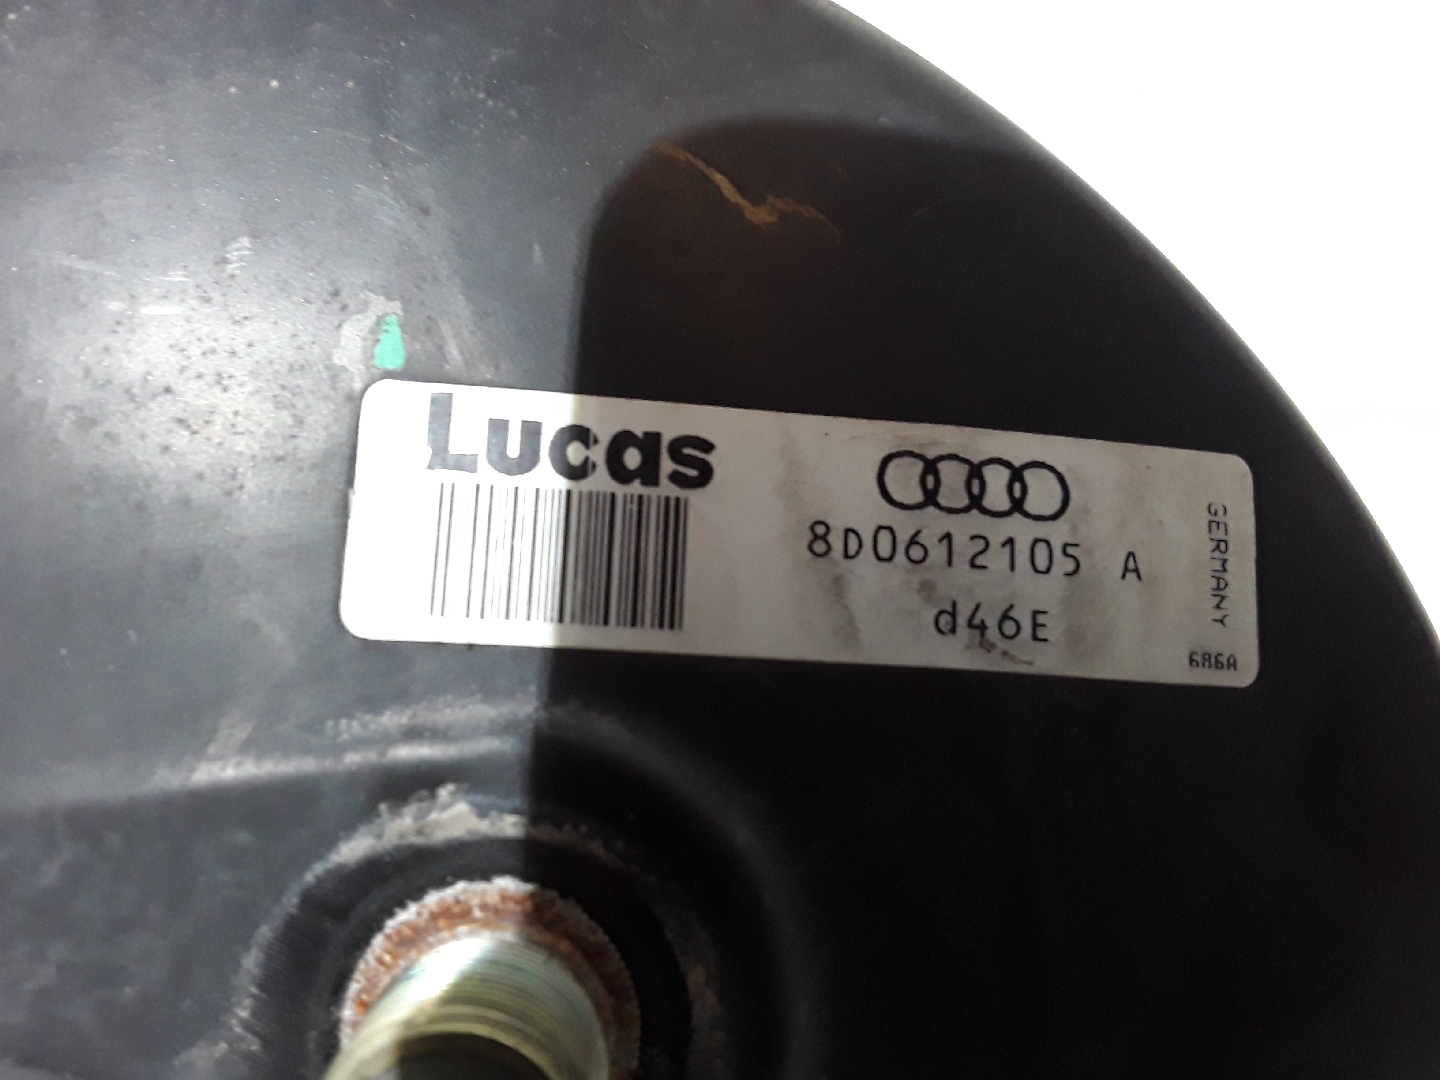 Lucas
8D0612105 A
d46E
GERMANY
686A